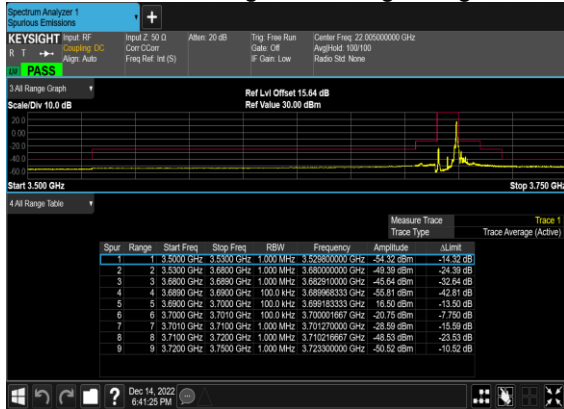 Spectrum Analyzer 1
Spurious Emissions
KEYSIGHT Input: RF Input Z: 50 Ω Atten: 20 dB Trig: Free Run Center Freq: 22.005000000 GHz
R T Coupling: DC Corr CCorr Gate: Off Avg|Hold: 100/100
Align: Auto Freq Ref: Int (S) IF Gain: Low Radio Std: None
PASS
3 All Range Graph
Ref Lvl Offset 15.64 dB
Scale/Div 10.0 dB Ref Value 30.00 dBm
20.0
0.00
-20.0
-40.0
-60.0
Start 3.500 GHz Stop 3.750 GHz
4 All Range Table
Measure Trace Trace 1
Trace Type Trace Average (Active)
Spur Range Start Freq Stop Freq RBW Frequency Amplitude ΔLimit
1 1 3.5000 GHz 3.5300 GHz 1.000 MHz 3.529800000 GHz -54.32 dBm -14.32 dB
2 2 3.5300 GHz 3.6800 GHz 1.000 MHz 3.680000000 GHz -49.39 dBm -24.39 dB
3 3 3.6800 GHz 3.6890 GHz 1.000 MHz 3.682910000 GHz -45.64 dBm -32.64 dB
4 4 3.6890 GHz 3.6900 GHz 100.0 kHz 3.689968333 GHz -55.81 dBm -42.81 dB
5 5 3.6900 GHz 3.7000 GHz 100.0 kHz 3.699183333 GHz 16.50 dBm -13.50 dB
6 6 3.7000 GHz 3.7010 GHz 100.0 kHz 3.700001667 GHz -20.75 dBm -7.750 dB
7 7 3.7010 GHz 3.7100 GHz 1.000 MHz 3.701270000 GHz -28.59 dBm -15.59 dB
8 8 3.7100 GHz 3.7200 GHz 1.000 MHz 3.710216667 GHz -48.53 dBm -23.53 dB
9 9 3.7200 GHz 3.7500 GHz 1.000 MHz 3.723300000 GHz -50.52 dBm -10.52 dB
Dec 14, 2022
6:41:25 PM